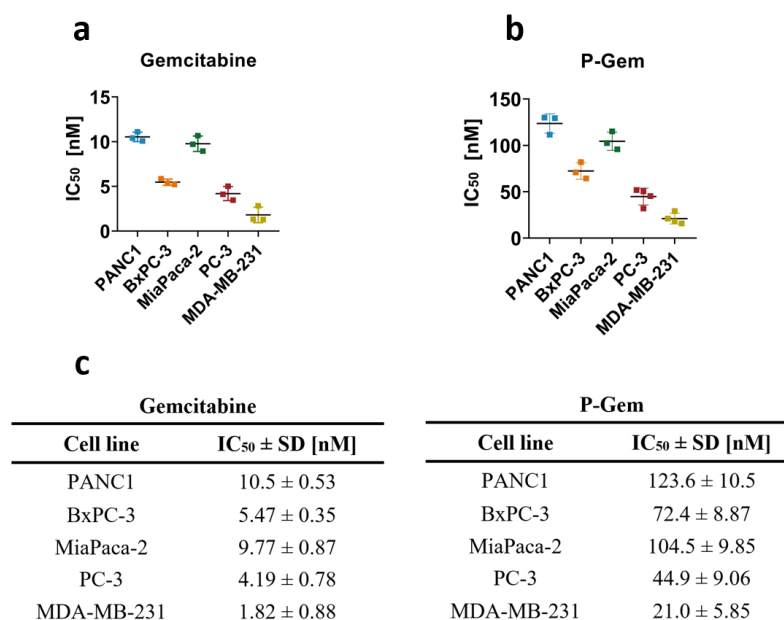 a
Gemcitabine
IC₅₀ [nM]
15
10
5
0
PANC1
BxPC-3
MiaPaca-2
PC-3
MDA-MB-231
b
P-Gem
IC₅₀ [nM]
150
100
50
0
PANC1
BxPC-3
MiaPaca-2
PC-3
MDA-MB-231
c
Gemcitabine
Cell line IC₅₀ ± SD [nM]
PANC1 10.5 ± 0.53
BxPC-3 5.47 ± 0.35
MiaPaca-2 9.77 ± 0.87
PC-3 4.19 ± 0.78
MDA-MB-231 1.82 ± 0.88
P-Gem
Cell line IC₅₀ ± SD [nM]
PANC1 123.6 ± 10.5
BxPC-3 72.4 ± 8.87
MiaPaca-2 104.5 ± 9.85
PC-3 44.9 ± 9.06
MDA-MB-231 21.0 ± 5.85